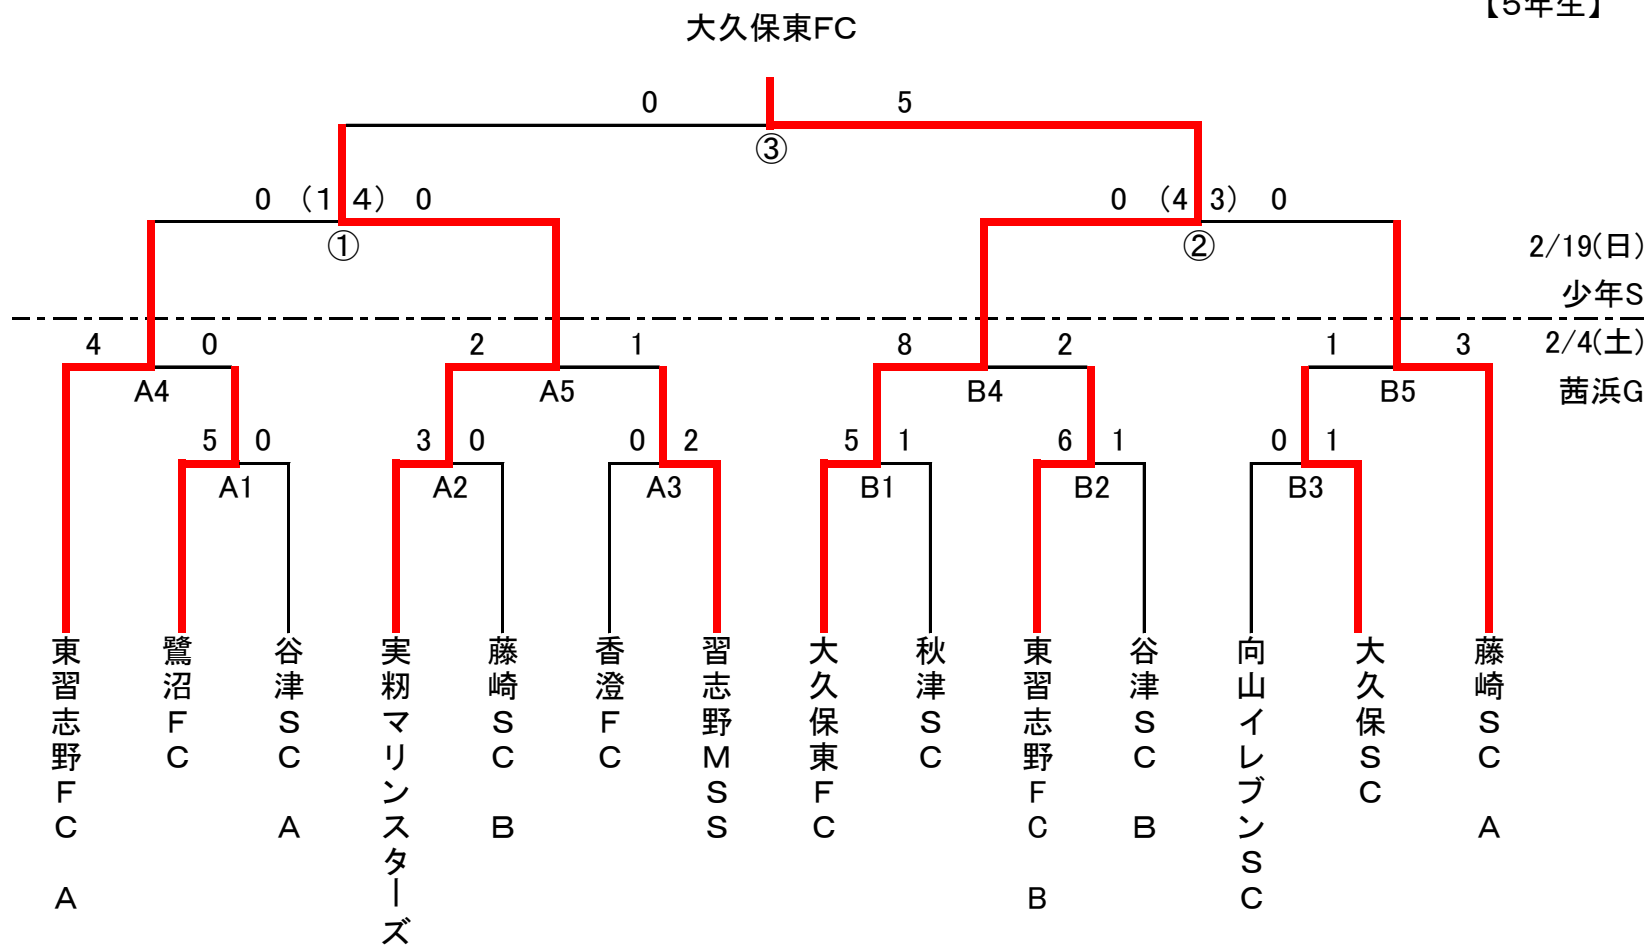 【5年生】
大久保東FC
0 5
③
0 (1 4) 0
0 (4 3) 0
①
②
2/19(日)
少年S
4 0 2 1 8 2 1 3
2/4(土)
A4 A5 B4 B5
茜浜G
5 0 3 0 0 2 5 1 6 1 0 1
A1 A2 A3 B1 B2 B3
東習志野FC A
鷺沼FC
谷津SC A
実籾マリンスターズ
藤崎SC B
香澄FC
習志野MSS
大久保東FC
秋津SC
東習志野FC B
谷津SC B
向山イレブンSC
大久保SC
藤崎SC A